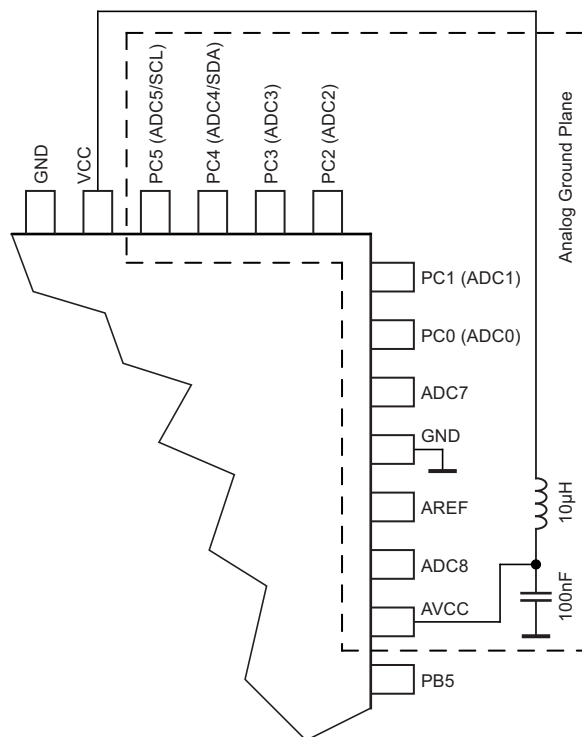 GND
VCC
PC5 (ADC5/SCL)
PC4 (ADC4/SDA)
PC3 (ADC3)
PC2 (ADC2)
Analog Ground Plane
PC1 (ADC1)
PC0 (ADC0)
ADC7
GND
AREF
ADC8
AVCC
PB5
10µH
100nF